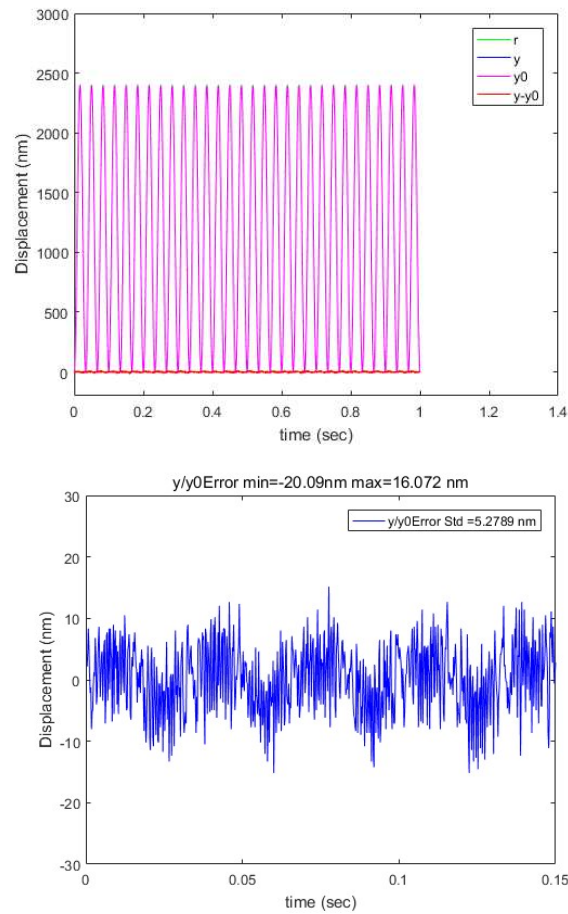 3000
2500
2000
1500
1000
500
0
Displacement (nm)
r
y
y0
y-y0
0 0.2 0.4 0.6 0.8 1 1.2 1.4
time (sec)
y/y0Error min=-20.09nm max=16.072 nm
30
20
10
0
-10
-20
-30
Displacement (nm)
y/y0Error Std =5.2789 nm
0 0.05 0.1 0.15
time (sec)